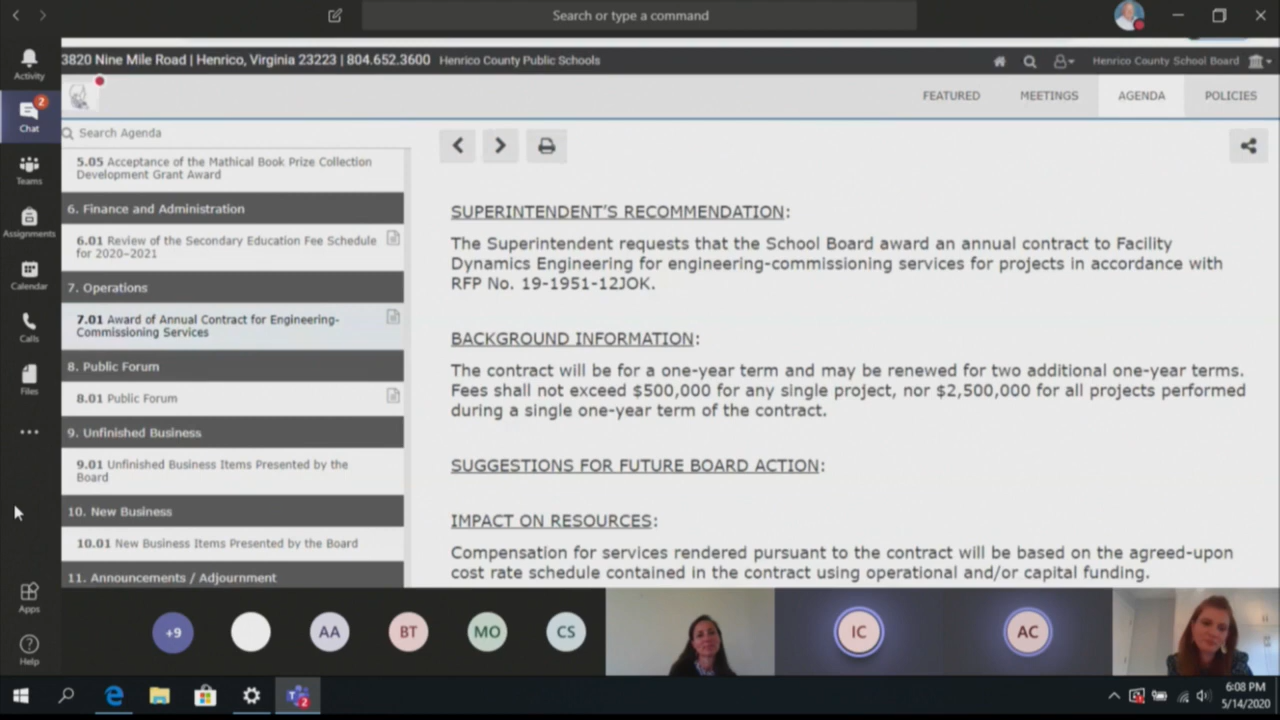 Search or type a command
Activity
2
Chat
Teams
Assignments
Calendar
Calls
Files
Apps
Help
3820 Nine Mile Road | Henrico, Virginia 23223 | 804.652.3600 Henrico County Public Schools
Henrico County School Board
FEATURED MEETINGS AGENDA POLICIES
Search Agenda
5.05 Acceptance of the Mathical Book Prize Collection
Development Grant Award
6. Finance and Administration
6.01 Review of the Secondary Education Fee Schedule
for 2020-2021
7. Operations
7.01 Award of Annual Contract for Engineering-
Commissioning Services
8. Public Forum
8.01 Public Forum
9. Unfinished Business
9.01 Unfinished Business Items Presented by the
Board
10. New Business
10.01 New Business Items Presented by the Board
11. Announcements / Adjournment
SUPERINTENDENT'S RECOMMENDATION:
The Superintendent requests that the School Board award an annual contract to Facility
Dynamics Engineering for engineering-commissioning services for projects in accordance with
RFP No. 19-1951-12JOK.
BACKGROUND INFORMATION:
The contract will be for a one-year term and may be renewed for two additional one-year terms.
Fees shall not exceed $500,000 for any single project, nor $2,500,000 for all projects performed
during a single one-year term of the contract.
SUGGESTIONS FOR FUTURE BOARD ACTION:
IMPACT ON RESOURCES:
Compensation for services rendered pursuant to the contract will be based on the agreed-upon
cost rate schedule contained in the contract using operational and/or capital funding.
+9 AA BT MO CS IC AC
2
6:08 PM
5/14/2020